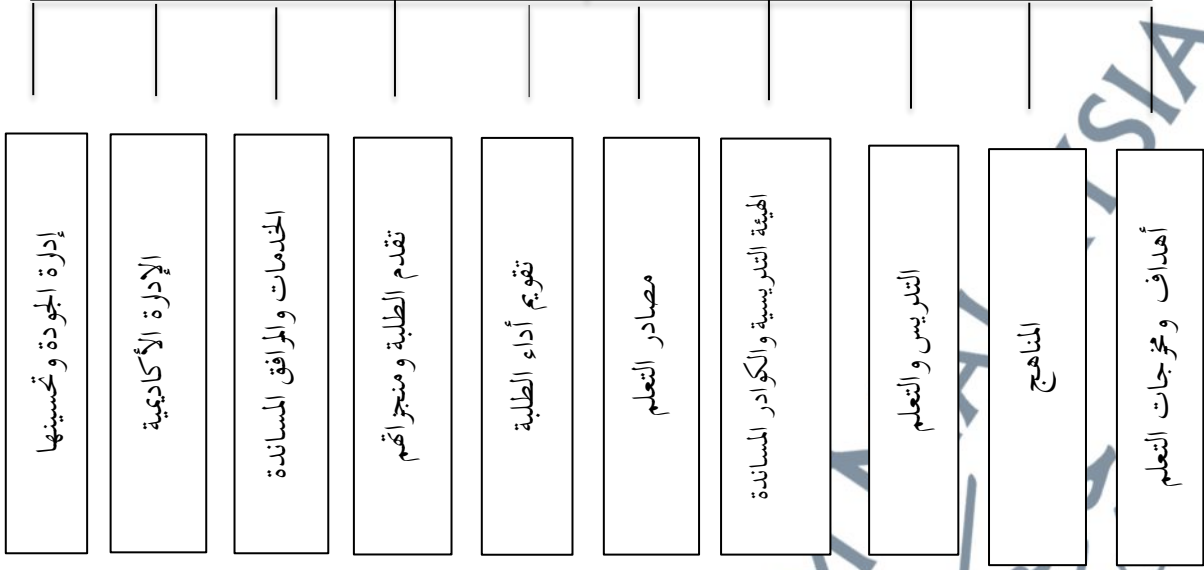 أهداف ومخرجات التعلم
المناهج
التدريس والتعلم
الهيئة التدريسية والكوادر المساندة
مصادر التعلم
تقويم أداء الطلبة
تقدم الطلبة ومنجزاتهم
الخدمات والمرافق المساندة
الإدارة الأكاديمية
إدارة الجودة وتحسينها